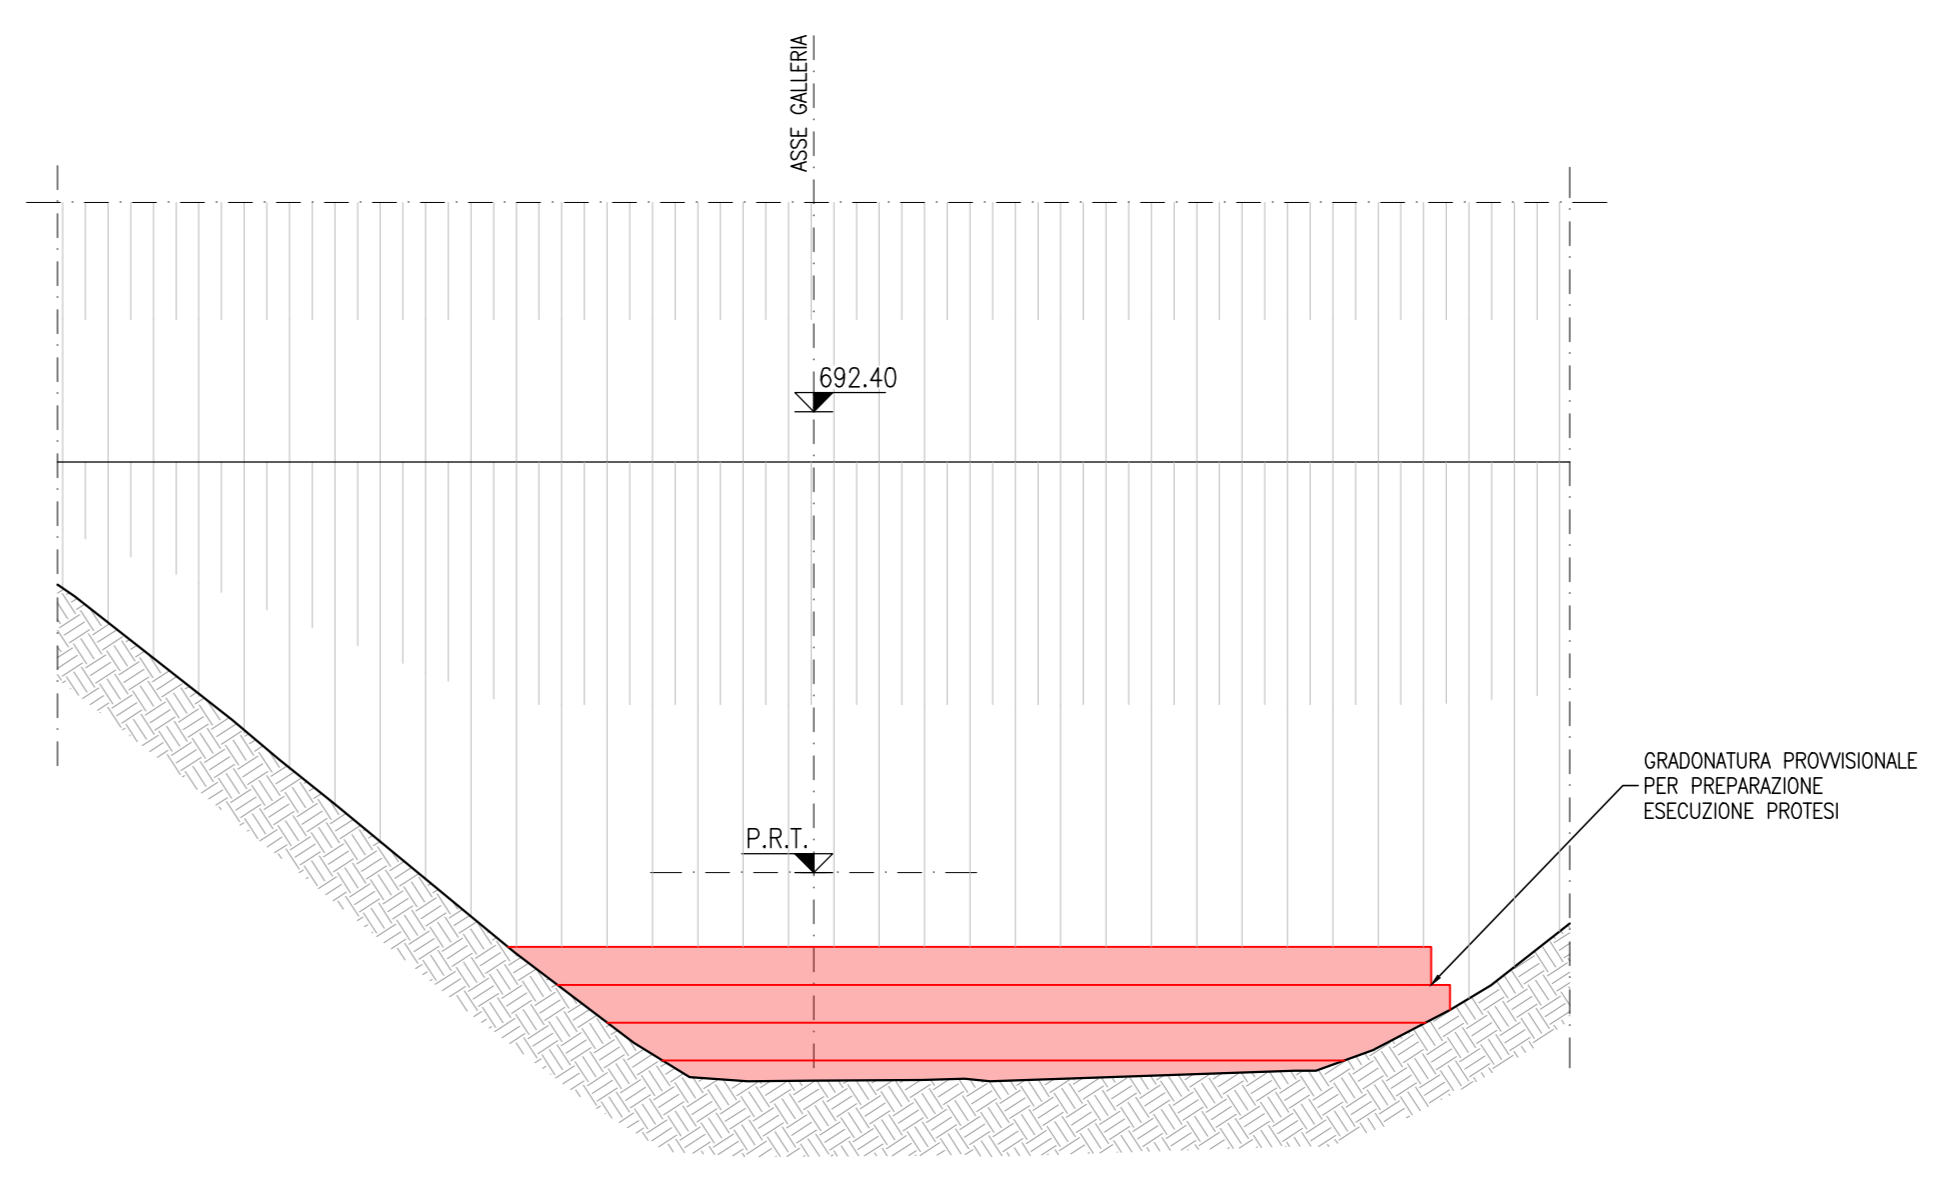 ASSE GALLERIA
692.40
GRADONATURA PROVVISIONALE
PER PREPARAZIONE
ESECUZIONE PROTESI
P.R.T.